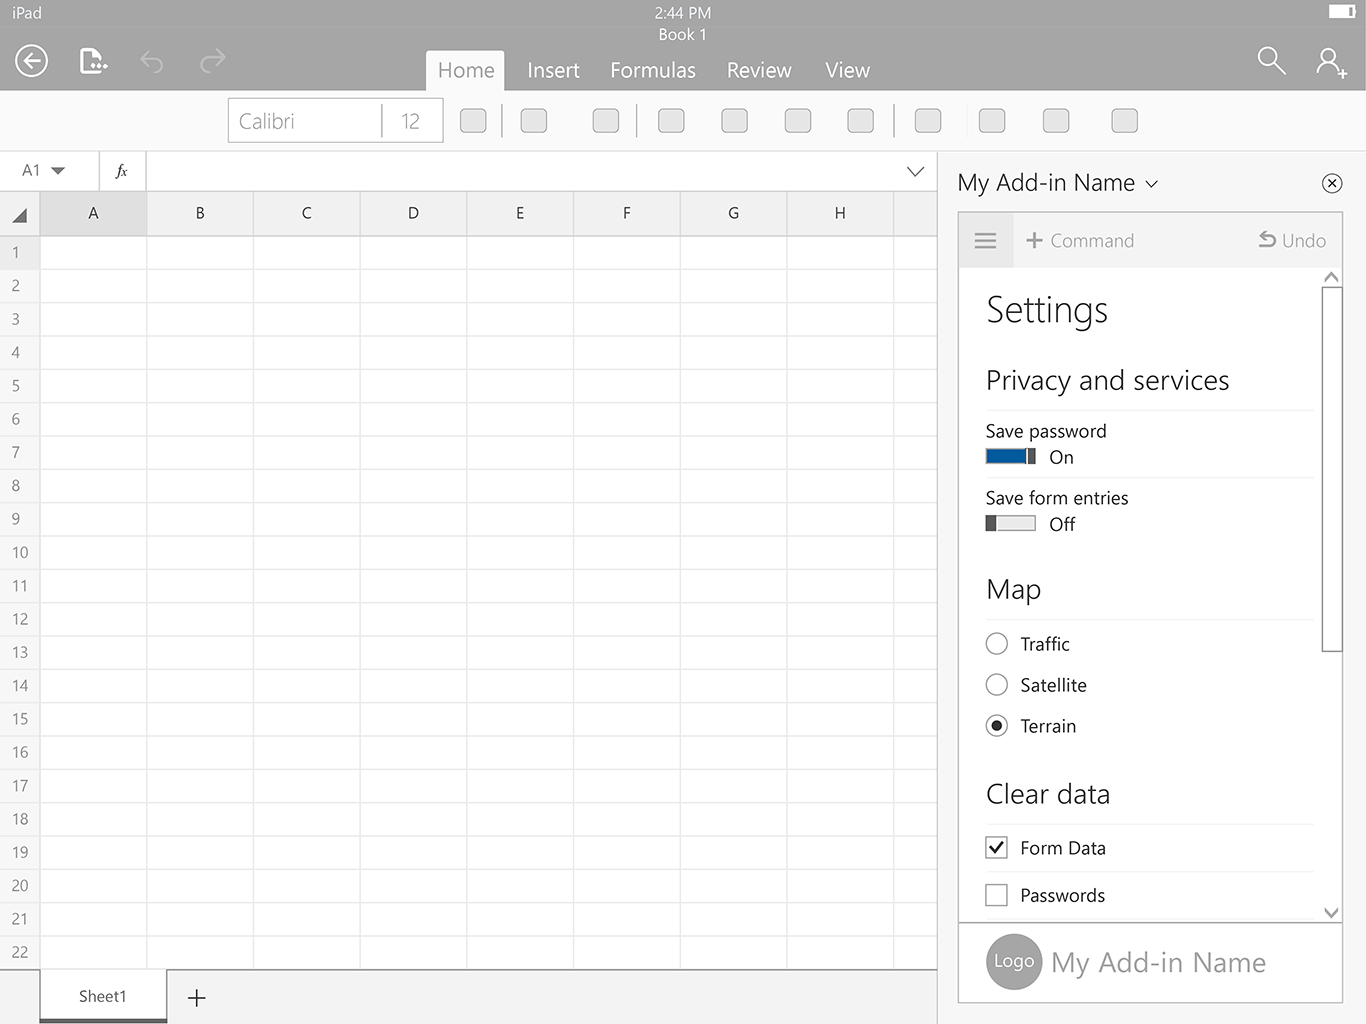 iPad
2:44 PM
Book 1
Home Insert Formulas Review View
Calibri 12
A1 fx
My Add-in Name
A B C D E F G H
Command Undo
1
2
3
4
5
6
7
8
9
10
11
12
13
14
15
16
17
18
19
20
21
22
Settings
Privacy and services
Save password
On
Save form entries
Off
Map
Traffic
Satellite
Terrain
Clear data
Form Data
Passwords
Logo My Add-in Name
Sheet1